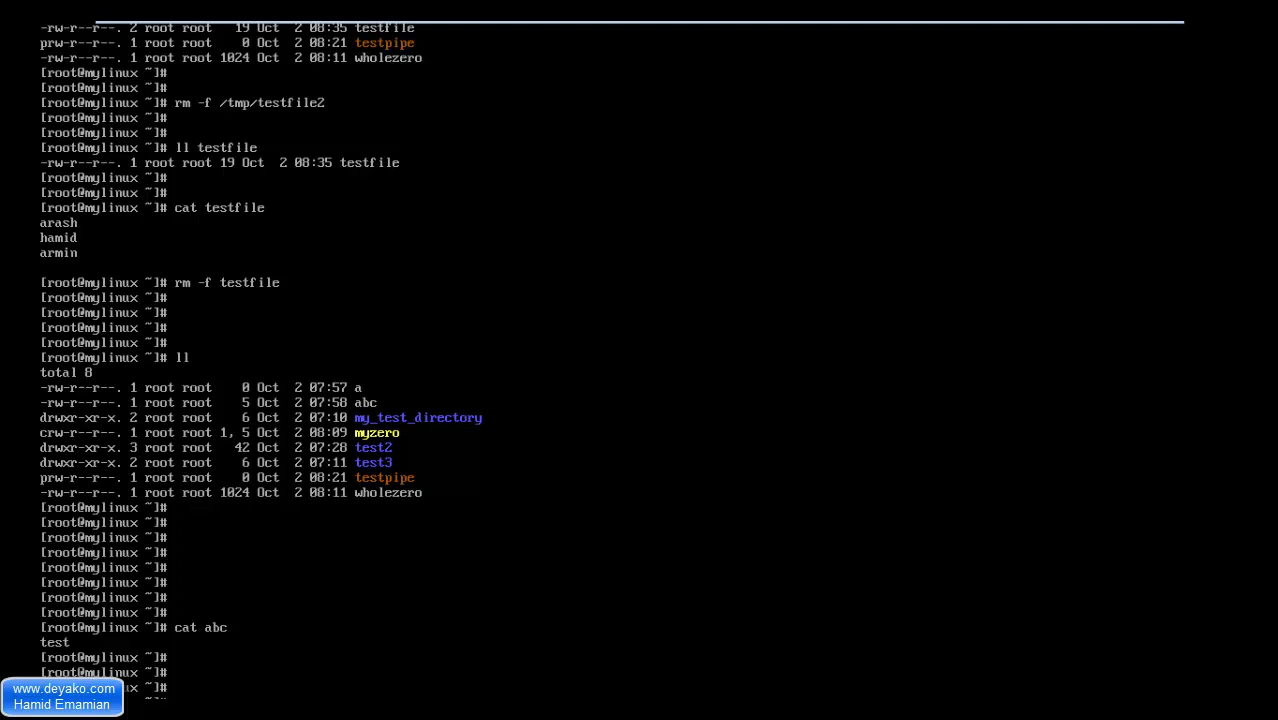 -rw-r--r--. 2 root root   19 Oct  2 08:35 testfile
prw-r--r--. 1 root root    0 Oct  2 08:21 testpipe
-rw-r--r--. 1 root root 1024 Oct  2 08:11 wholezero
[root@mylinux ~]#
[root@mylinux ~]#
[root@mylinux ~]# rm -f /tmp/testfile2
[root@mylinux ~]#
[root@mylinux ~]#
[root@mylinux ~]# ll testfile
-rw-r--r--. 1 root root 19 Oct  2 08:35 testfile
[root@mylinux ~]#
[root@mylinux ~]#
[root@mylinux ~]# cat testfile
arash
hamid
armin
[root@mylinux ~]# rm -f testfile
[root@mylinux ~]#
[root@mylinux ~]#
[root@mylinux ~]#
[root@mylinux ~]#
[root@mylinux ~]# ll
total 8
-rw-r--r--. 1 root root    0 Oct  2 07:57 a
-rw-r--r--. 1 root root    5 Oct  2 07:58 abc
drwxr-xr-x. 2 root root    6 Oct  2 07:10 my_test_directory
crw-r--r--. 1 root root 1, 5 Oct  2 08:09 myzero
drwxr-xr-x. 3 root root   42 Oct  2 07:28 test2
drwxr-xr-x. 2 root root    6 Oct  2 07:11 test3
prw-r--r--. 1 root root    0 Oct  2 08:21 testpipe
-rw-r--r--. 1 root root 1024 Oct  2 08:11 wholezero
[root@mylinux ~]#
[root@mylinux ~]#
[root@mylinux ~]#
[root@mylinux ~]#
[root@mylinux ~]#
[root@mylinux ~]#
[root@mylinux ~]#
[root@mylinux ~]#
[root@mylinux ~]# cat abc
test
[root@mylinux ~]#
[root@mylinux ~]#
ux ~]#
www.deyako.com
Hamid Emamian